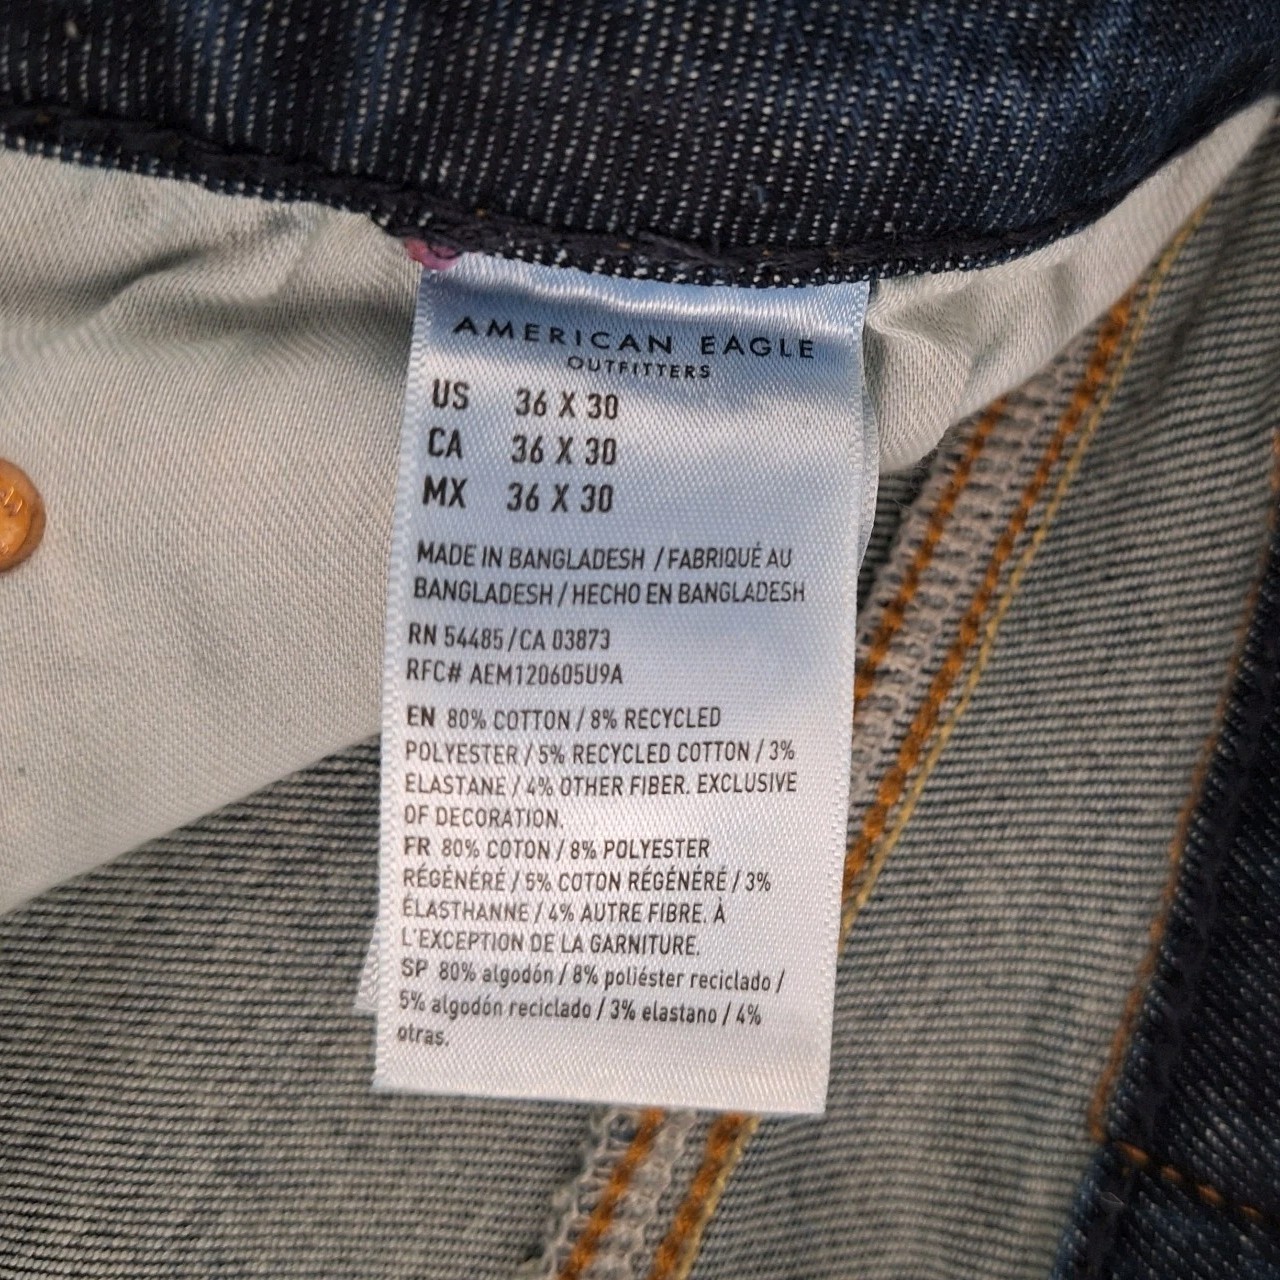 AMERICAN EAGLE
OUTFITTERS
US 36 X 30
CA 36 X 30
MX 36 X 30
MADE IN BANGLADESH / FABRIQUÉ AU
BANGLADESH / HECHO EN BANGLADESH
RN 54485/CA 03873
RFC# AEM120605U9A
EN 80% COTTON / 8% RECYCLED
POLYESTER / 5% RECYCLED COTTON / 3%
ELASTANE / 4% OTHER FIBER. EXCLUSIVE
OF DECORATION.
FR 80% COTON / 8% POLYESTER
RÉGÉNÉRÉ / 5% COTON RÉGÉNÉRÉ / 3%
ÉLASTHANNE / 4% AUTRE FIBRE. À
L'EXCEPTION DE LA GARNITURE.
SP 80% algodón / 8% poliéster reciclado /
5% algodón reciclado / 3% elastano / 4%
otras.